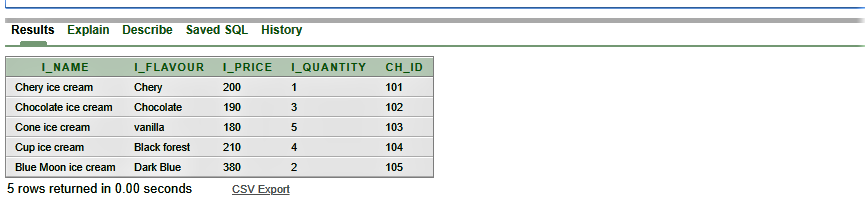 Results Explain Describe Saved SQL History
I_NAME I_FLAVOUR I_PRICE I_QUANTITY CH_ID
Chery ice cream Chery 200 1 101
Chocolate ice cream Chocolate 190 3 102
Cone ice cream vanilla 180 5 103
Cup ice cream Black forest 210 4 104
Blue Moon ice cream Dark Blue 380 2 105
5 rows returned in 0.00 seconds CSV Export